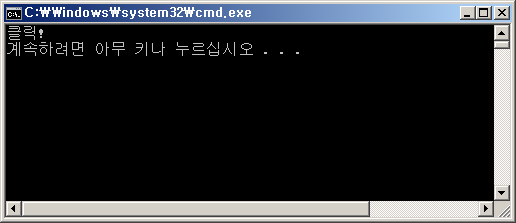 C:₩Windows₩system32₩cmd.exe
클릭!
계속하려면 아무 키나 누르십시오 . . .